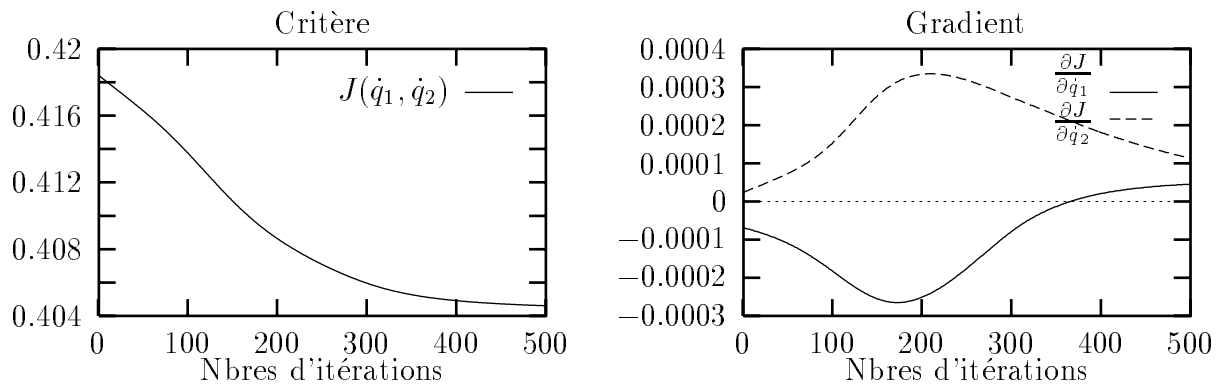 Critère
0.42
0.416
0.412
0.408
0.404
J(q̇₁, q̇₂)
0 100 200 300 400 500
Nbres d'itérations
Gradient
0.0004
0.0003
0.0002
0.0001
0
−0.0001
−0.0002
−0.0003
∂J/∂q̇₁
∂J/∂q̇₂
0 100 200 300 400 500
Nbres d'itérations